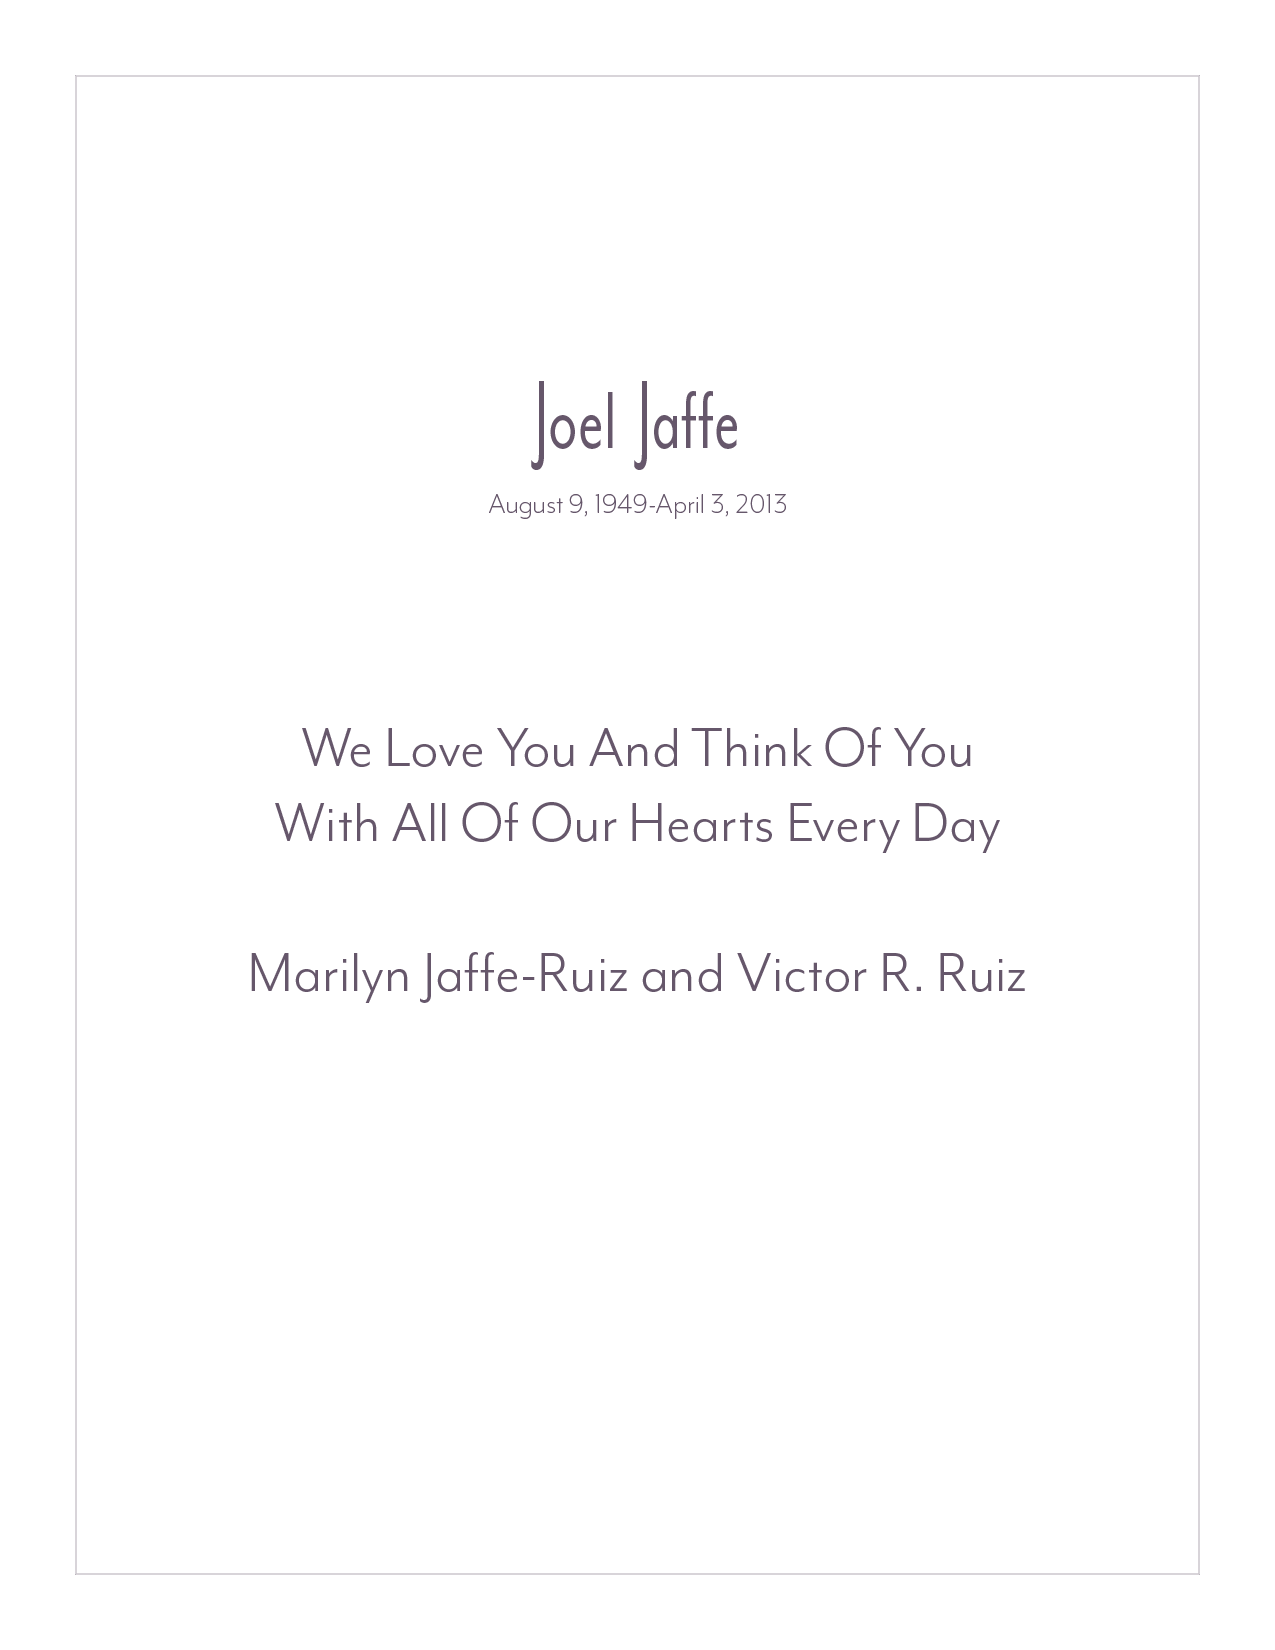 Joel Jaffe
August 9, 1949-April 3, 2013
We Love You And Think Of You
With All Of Our Hearts Every Day
Marilyn Jaffe-Ruiz and Victor R. Ruiz